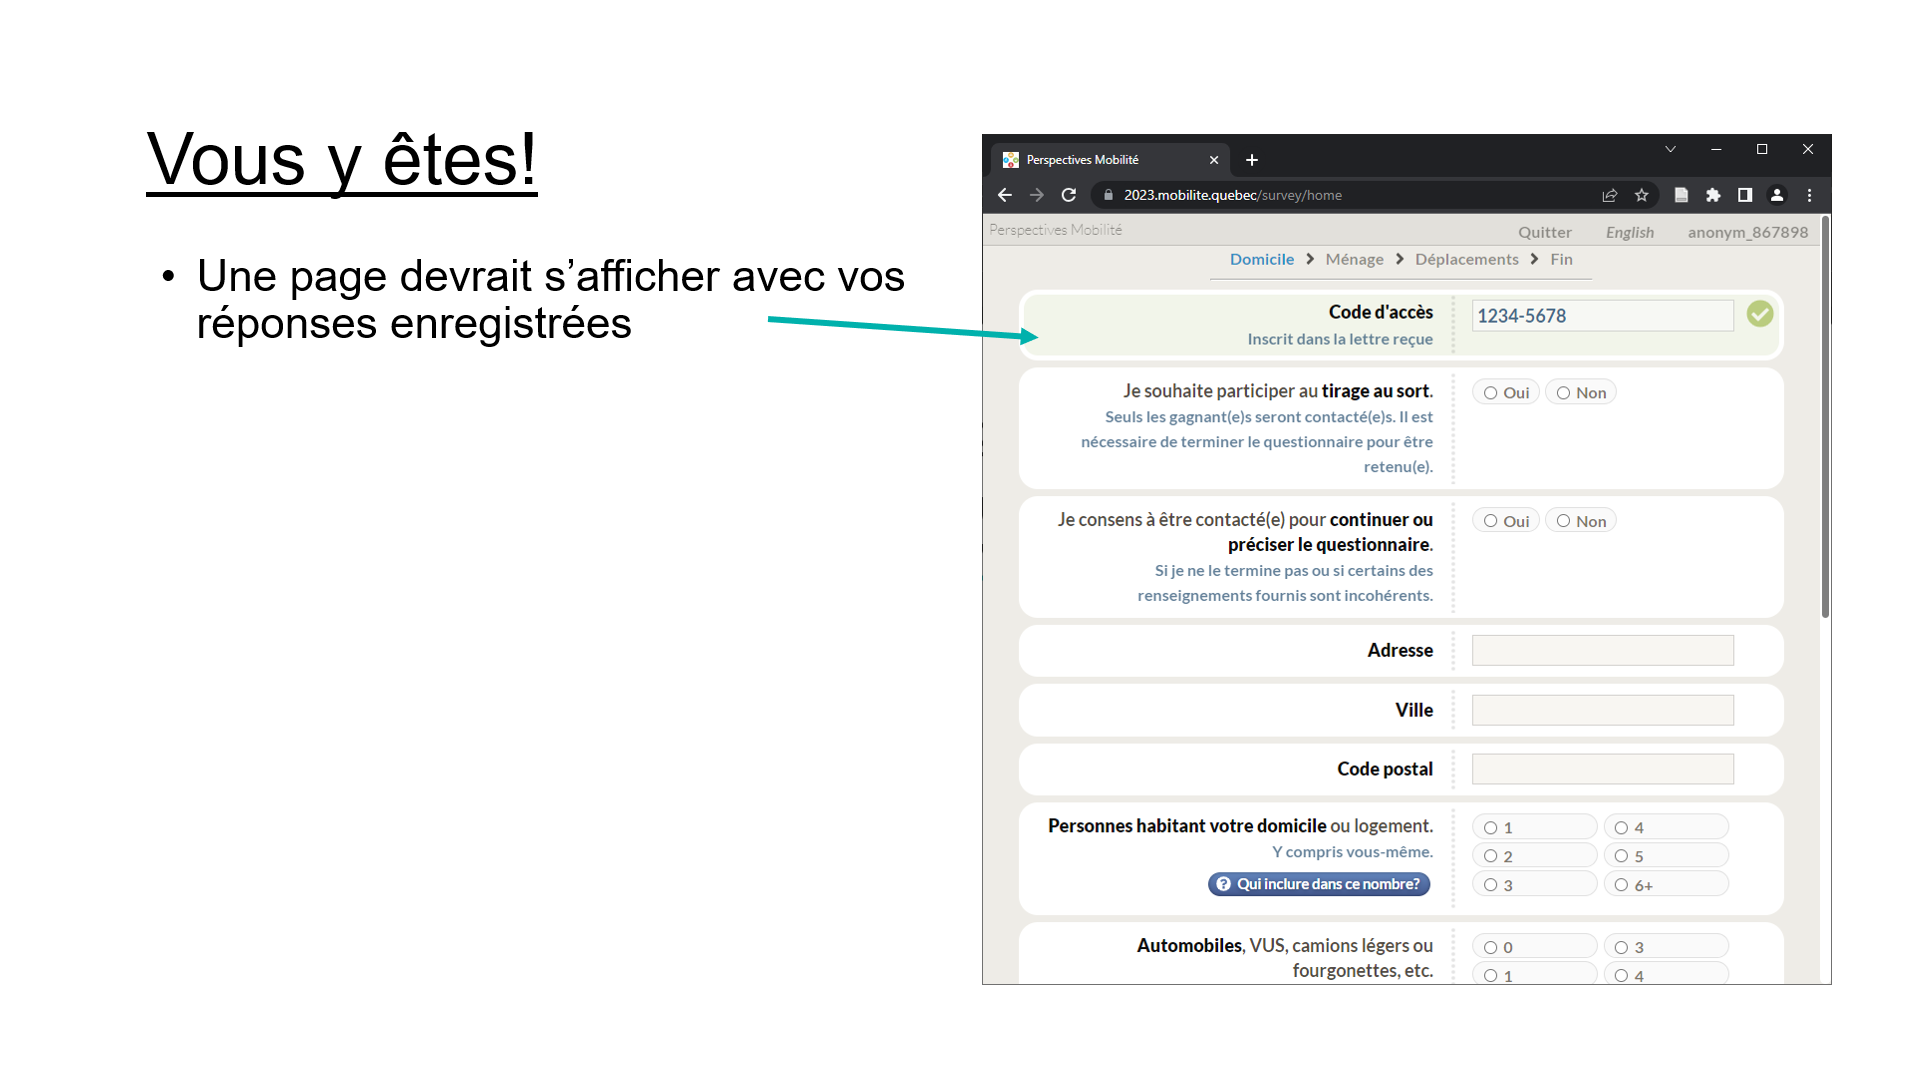 Vous y êtes!
• Une page devrait s’afficher avec vos
réponses enregistrées
Perspectives Mobilité
2023.mobilite.quebec/survey/home
Perspectives Mobilité
Quitter English anonym_867898
Domicile > Ménage > Déplacements > Fin
Code d'accès 1234-5678
Inscrit dans la lettre reçue
Je souhaite participer au tirage au sort. Oui Non
Seuls les gagnant(e)s seront contacté(e)s. Il est
nécessaire de terminer le questionnaire pour être
retenu(e).
Je consens à être contacté(e) pour continuer ou Oui Non
préciser le questionnaire.
Si je ne le termine pas ou si certains des
renseignements fournis sont incohérents.
Adresse
Ville
Code postal
Personnes habitant votre domicile ou logement. 1 4
Y compris vous-même. 2 5
? Qui inclure dans ce nombre? 3 6+
Automobiles, VUS, camions légers ou 0 3
fourgonnettes, etc. 1 4